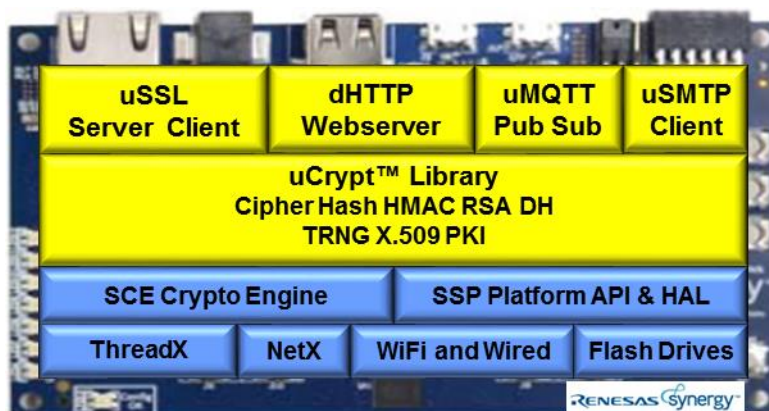 uSSL
Server Client
dHTTP
Webserver
uMQTT
Pub Sub
uSMTP
Client
uCrypt™ Library
Cipher Hash HMAC RSA DH
TRNG X.509 PKI
SCE Crypto Engine
SSP Platform API & HAL
ThreadX
NetX
WiFi and Wired
Flash Drives
RENESAS Synergy™